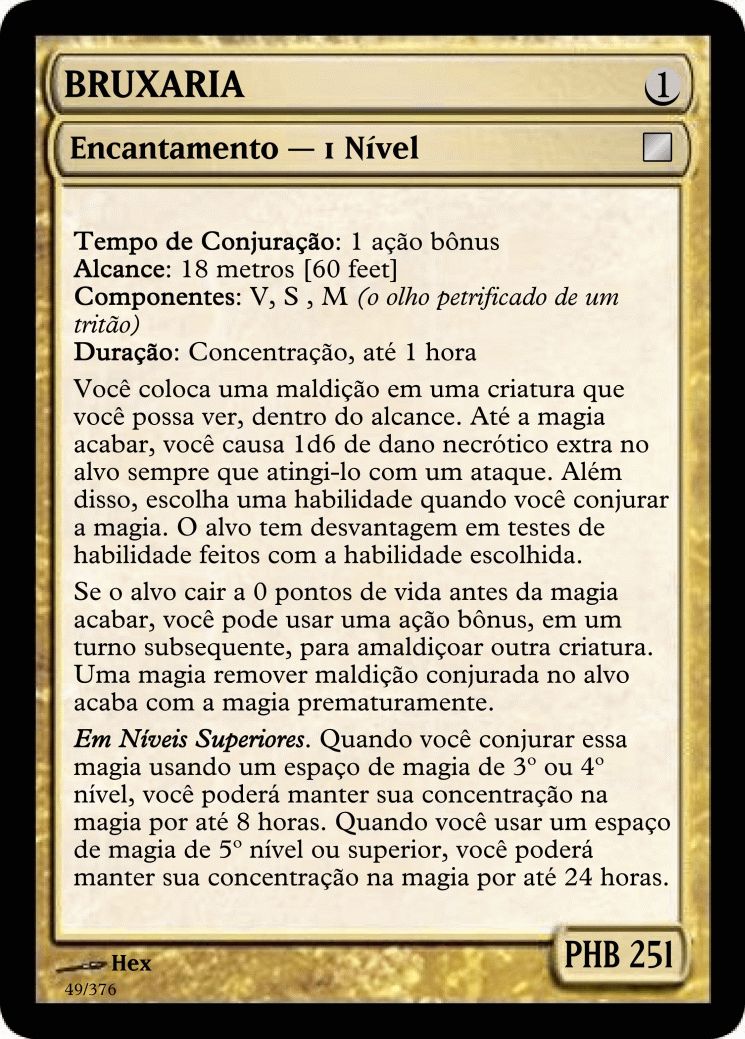 BRUXARIA
1
Encantamento — 1 Nível
Tempo de Conjuração: 1 ação bônus
Alcance: 18 metros [60 feet]
Componentes: V, S , M (o olho petrificado de um
tritão)
Duração: Concentração, até 1 hora
Você coloca uma maldição em uma criatura que
você possa ver, dentro do alcance. Até a magia
acabar, você causa 1d6 de dano necrótico extra no
alvo sempre que atingi-lo com um ataque. Além
disso, escolha uma habilidade quando você conjurar
a magia. O alvo tem desvantagem em testes de
habilidade feitos com a habilidade escolhida.
Se o alvo cair a 0 pontos de vida antes da magia
acabar, você pode usar uma ação bônus, em um
turno subsequente, para amaldiçoar outra criatura.
Uma magia remover maldição conjurada no alvo
acaba com a magia prematuramente.
Em Níveis Superiores. Quando você conjurar essa
magia usando um espaço de magia de 3º ou 4º
nível, você poderá manter sua concentração na
magia por até 8 horas. Quando você usar um espaço
de magia de 5º nível ou superior, você poderá
manter sua concentração na magia por até 24 horas.
PHB 251
Hex
49/376